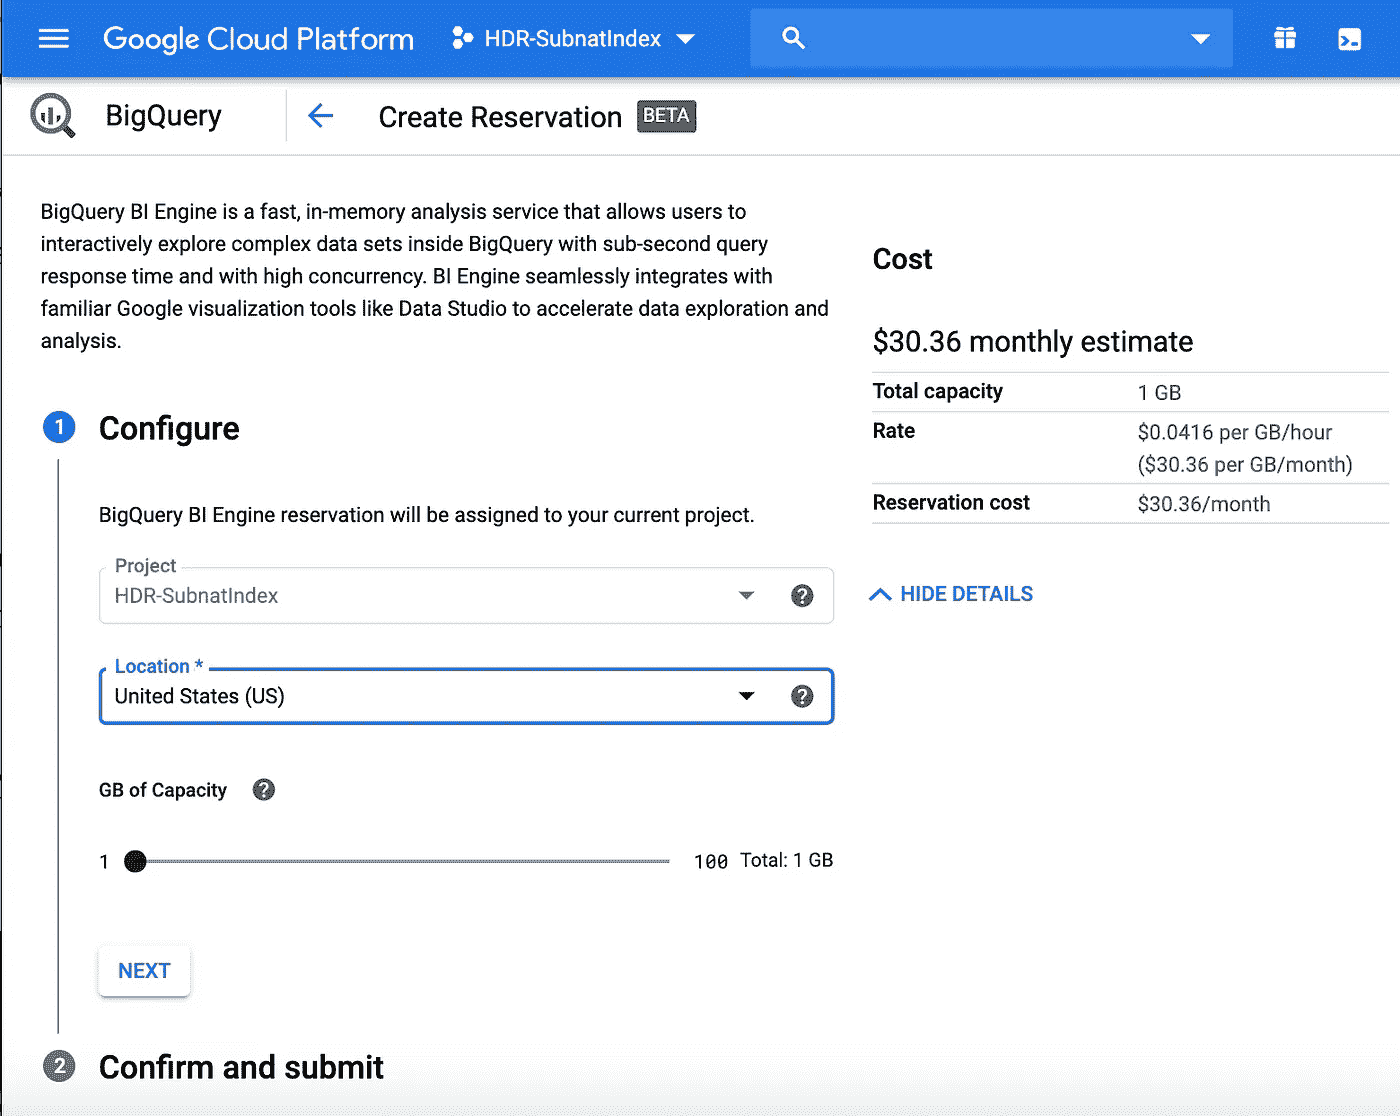 Google Cloud Platform
HDR-SubnatIndex
BigQuery
Create Reservation BETA
BigQuery BI Engine is a fast, in-memory analysis service that allows users to
interactively explore complex data sets inside BigQuery with sub-second query
response time and with high concurrency. BI Engine seamlessly integrates with
familiar Google visualization tools like Data Studio to accelerate data exploration and
analysis.
1 Configure
BigQuery BI Engine reservation will be assigned to your current project.
Project
HDR-SubnatIndex
Location *
United States (US)
GB of Capacity
1 100 Total: 1 GB
NEXT
2 Confirm and submit
Cost
$30.36 monthly estimate
Total capacity 1 GB
Rate $0.0416 per GB/hour
($30.36 per GB/month)
Reservation cost $30.36/month
HIDE DETAILS